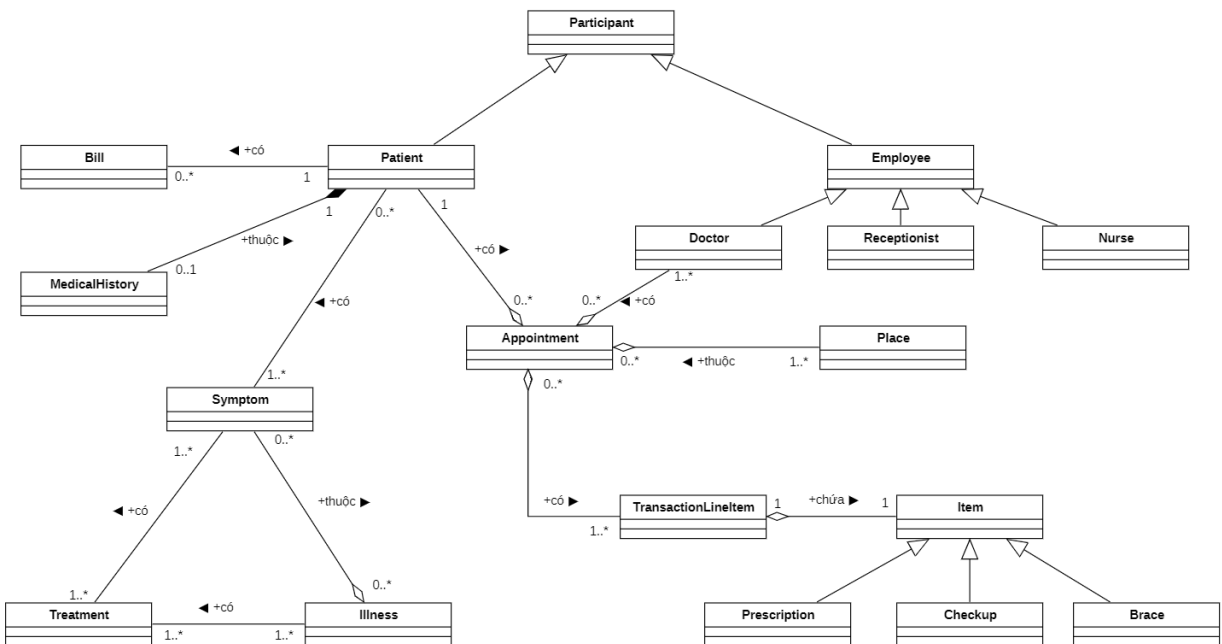 Participant
◀ +có
Bill
Patient
Employee
0..*
1
1
0..*
1
+thuộc ▶
+có ▶
Doctor
Receptionist
Nurse
0..1
MedicalHistory
1..*
◀ +có
0..*
0..*
◀ +có
Appointment
Place
0..*
◀ +thuộc
1..*
1..*
0..*
Symptom
1..*
0..*
+có ▶
+thuộc ▶
◀ +có
1..*
TransactionLineItem
1
+chứa ▶
1
Item
1..*
0..*
◀ +có
Treatment
Illness
1..*
1..*
Prescription
Checkup
Brace